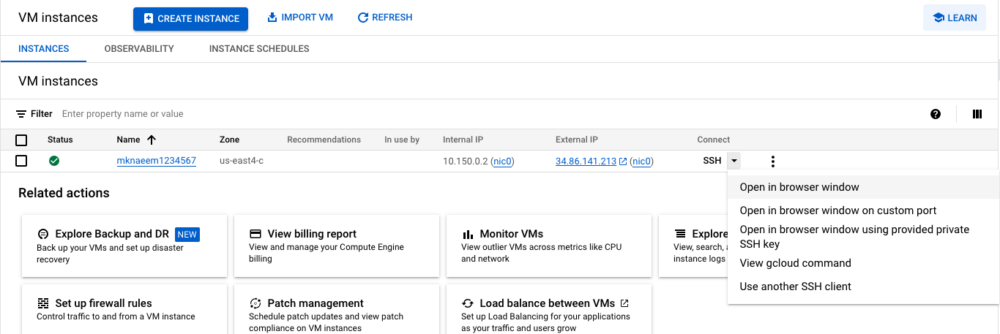 VM instances
CREATE INSTANCE
IMPORT VM
REFRESH
LEARN
INSTANCES
OBSERVABILITY
INSTANCE SCHEDULES
VM instances
Filter
Enter property name or value
Status
Name
Zone
Recommendations
In use by
Internal IP
External IP
Connect
mknaeem1234567
us-east4-c
10.150.0.2 (nic0)
34.86.141.213 (nic0)
SSH
Open in browser window
Open in browser window on custom port
Open in browser window using provided private
SSH key
View gcloud command
Use another SSH client
Related actions
Explore Backup and DR NEW
Back up your VMs and set up disaster
recovery
View billing report
View and manage your Compute Engine
billing
Monitor VMs
View outlier VMs across metrics like CPU
and network
Explore
View, search,
instance logs
Set up firewall rules
Control traffic to and from a VM instance
Patch management
Schedule patch updates and view patch
compliance on VM instances
Load balance between VMs
Set up Load Balancing for your applications
as your traffic and users grow